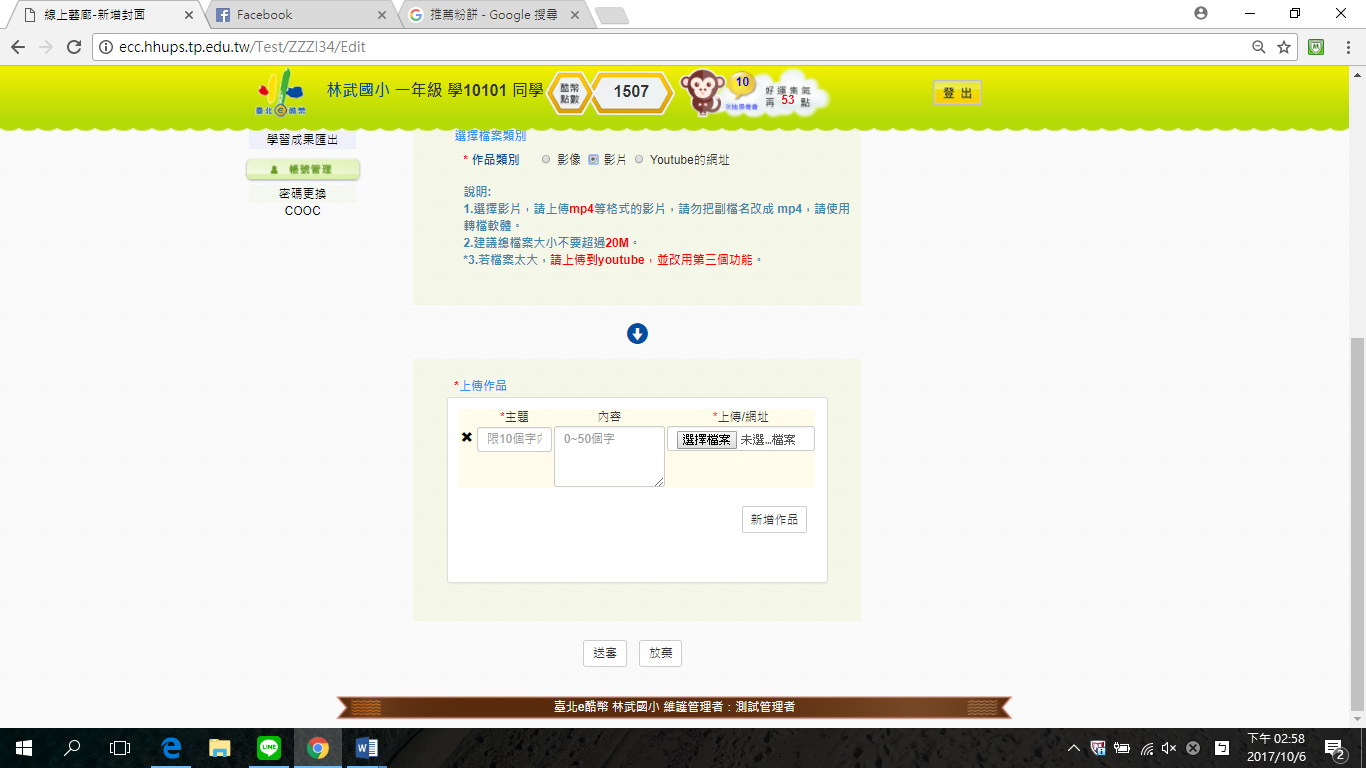 線上藝廊-新增封面
Facebook
推薦粉餅 - Google 搜尋
ecc.hhups.tp.edu.tw/Test/ZZZI34/Edit
臺北e酷幣
林武國小 一年級 學10101 同學
酷幣
點數
1507
10
好運集氣
再 53 點
登出
學習成果匯出
帳號管理
密碼更換
COOC
選擇檔案類別
* 作品類別 影像 影片 Youtube的網址
說明:
1.選擇影片，請上傳mp4等格式的影片，請勿把副檔名改成 mp4，請使用
轉檔軟體。
2.建議總檔案大小不要超過20M。
*3.若檔案太大，請上傳到youtube，並改用第三個功能。
*上傳作品
*主題 內容 *上傳/網址
限10個字 0~50個字 選擇檔案 未選...檔案
新增作品
送審 放棄
臺北e酷幣 林武國小 維護管理者：測試管理者
下午 02:58
2017/10/6
2